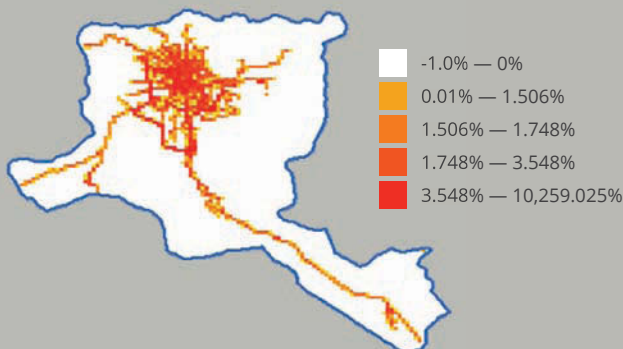 -1.0% — 0%
0.01% — 1.506%
1.506% — 1.748%
1.748% — 3.548%
3.548% — 10,259.025%